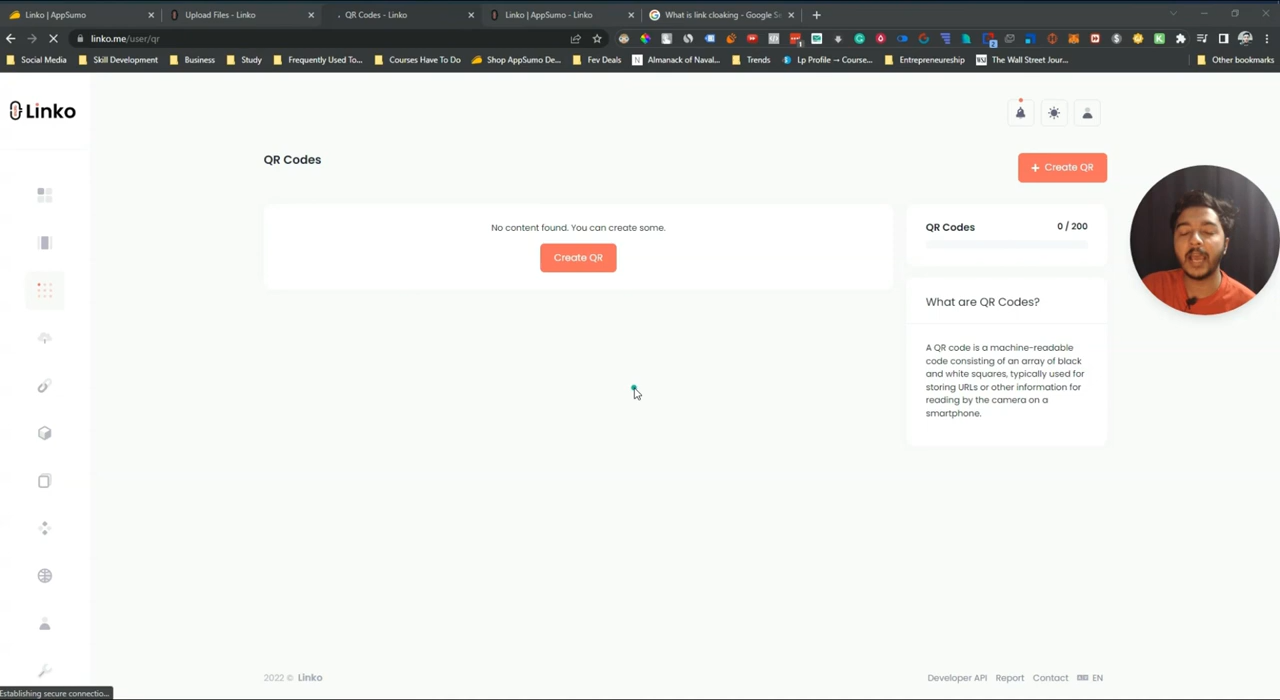 Linko | AppSumo
Upload Files - Linko
QR Codes - Linko
Linko | AppSumo - Linko
What is link cloaking - Google Se
linko.me/user/qr
Social Media
Skill Development
Business
Study
Frequently Used To...
Courses Have To Do
Shop AppSumo De...
Fev Deals
Almanack of Naval...
Trends
Lp Profile → Course...
Entrepreneureship
The Wall Street Jour...
Other bookmarks
Linko
QR Codes
+ Create QR
No content found. You can create some.
Create QR
QR Codes 0 / 200
What are QR Codes?
A QR code is a machine-readable
code consisting of an array of black
and white squares, typically used for
storing URLs or other information for
reading by the camera on a
smartphone.
2022 © Linko
Developer API Report Contact EN
Establishing secure connectio...